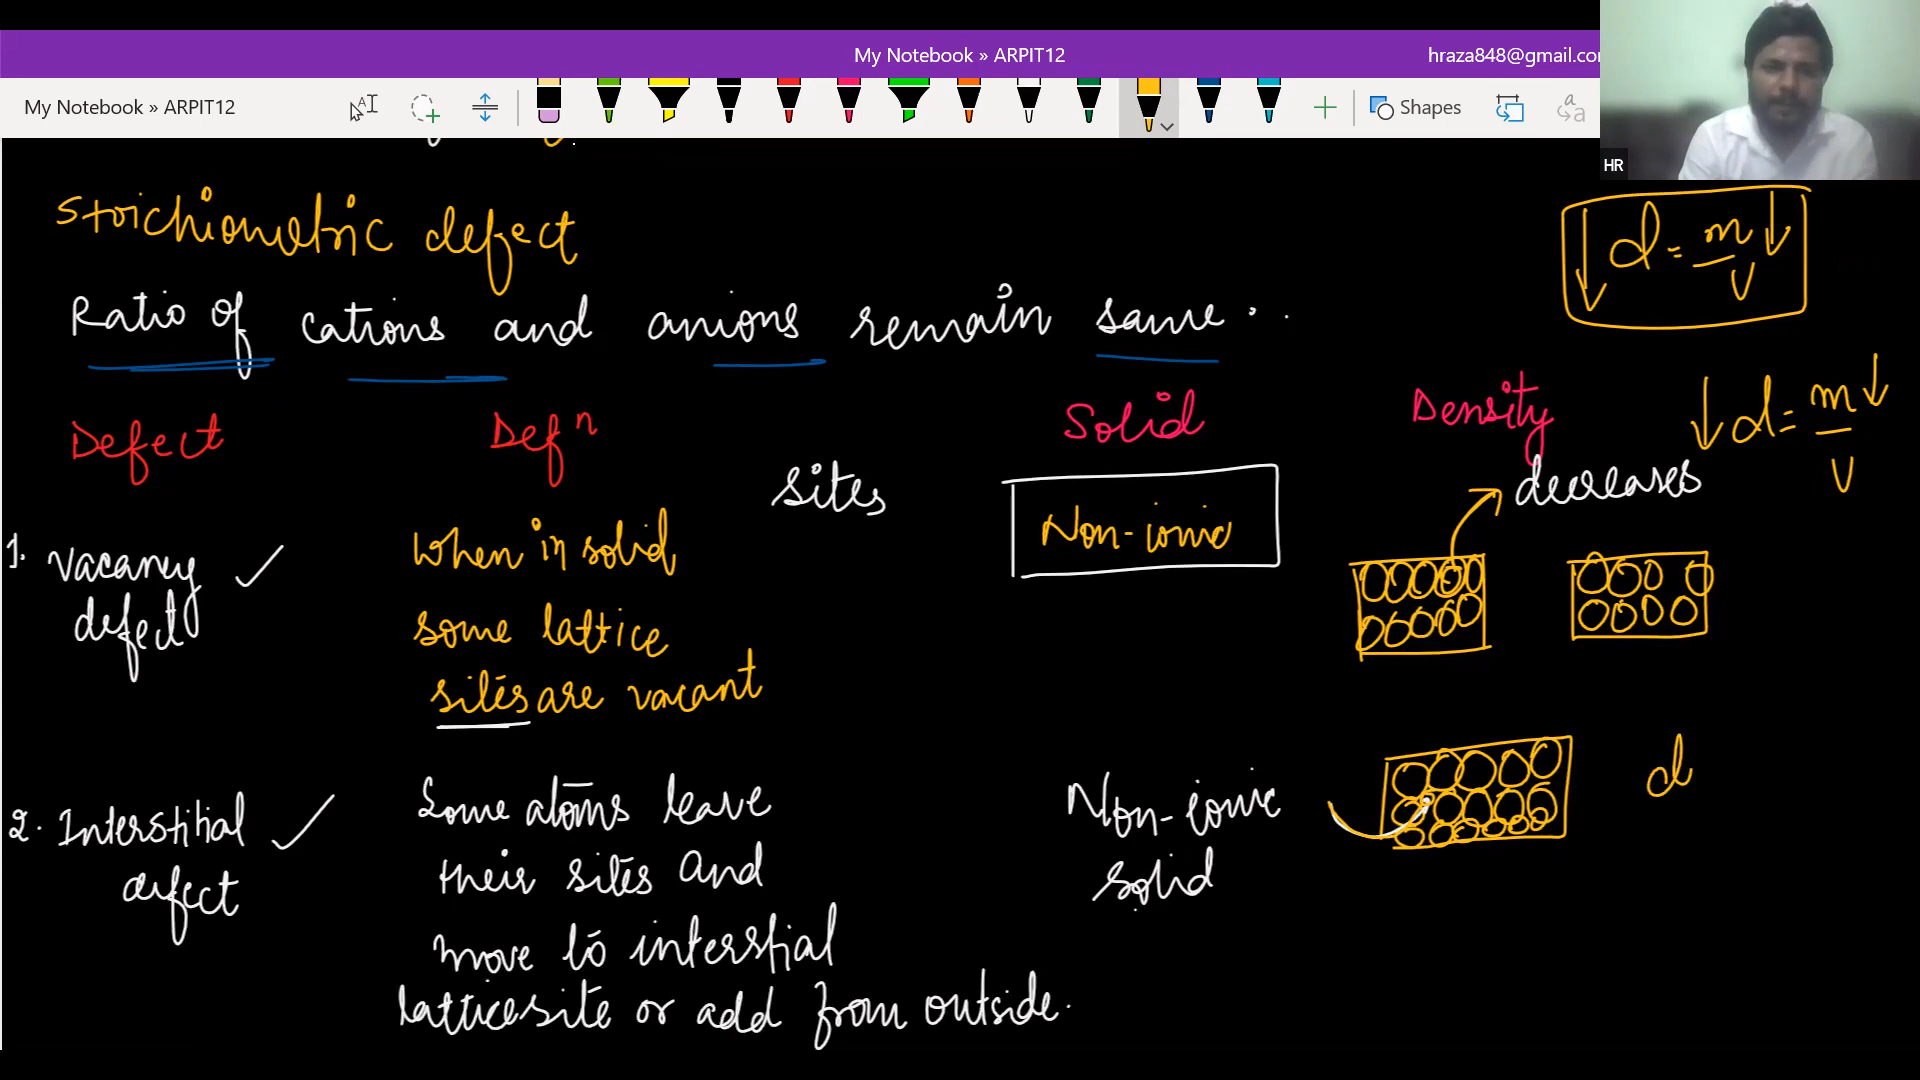 My Notebook » ARPIT12
hraza848@gmail.co
My Notebook » ARPIT12
Shapes
HR
Stoichiometric defect
d = m/v
Ratio of cations and anions remain same.
Defect
Defn
Solid
Density
d = m/v
sites
decreases
1. Vacancy defect
When in solid
some lattice
sites are vacant
Non-ionic
2. Interstitial defect
Some atoms leave
their sites and
move to interstial
lattice site or add from outside.
Non-ionic
solid
d